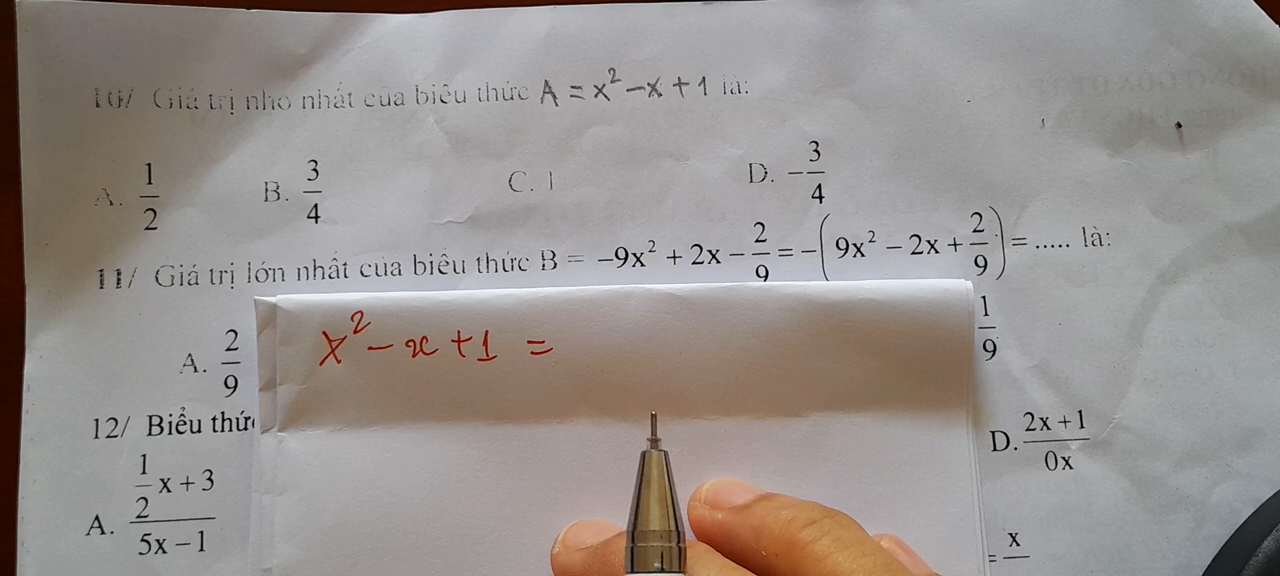 10/ Giá trị nhỏ nhất của biểu thức A = x² - x + 1 là:
A. 1/2 B. 3/4 C. 1 D. -3/4
11/ Giá trị lớn nhất của biểu thức B = -9x² + 2x - 2/9 = -(9x² - 2x + 2/9) = ..... là:
A. 2/9 1/9
x² - x + 1 =
12/ Biểu thức D. (2x + 1)/(0x)
A. (1/2 x + 3)/(5x - 1) = x